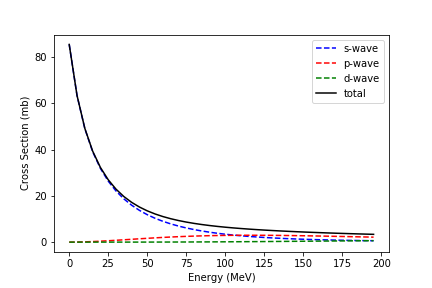 s-wave
p-wave
d-wave
total
Cross Section (mb)
80
60
40
20
0
0 25 50 75 100 125 150 175 200
Energy (MeV)